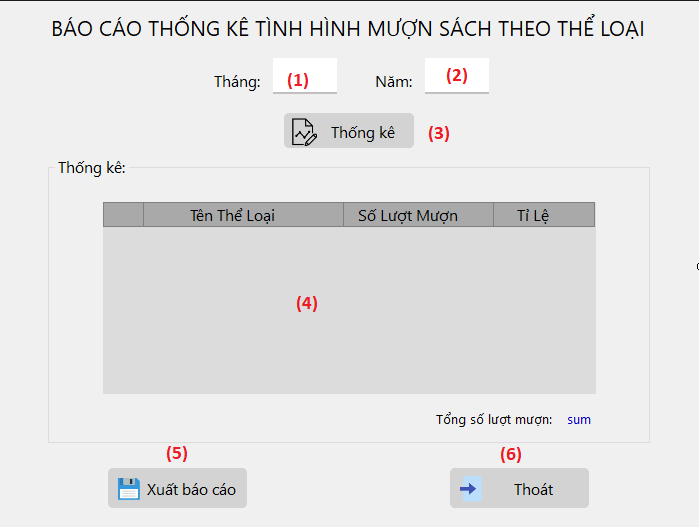 BÁO CÁO THỐNG KÊ TÌNH HÌNH MƯỢN SÁCH THEO THỂ LOẠI
Tháng: (1) Năm: (2)
Thống kê (3)
Thống kê:
Tên Thể Loại Số Lượt Mượn Tỉ Lệ
(4)
Tổng số lượt mượn: sum
(5) (6)
Xuất báo cáo Thoát